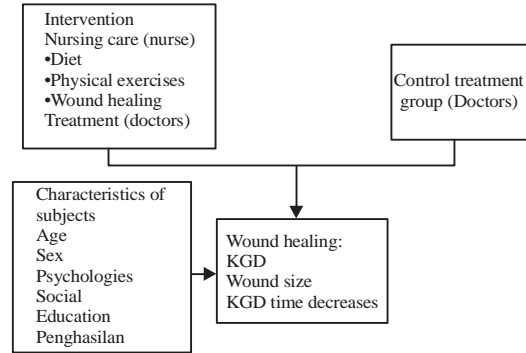 Intervention
Nursing care (nurse)
•Diet
•Physical exercises
•Wound healing
Treatment (doctors)
Control treatment
group (Doctors)
Characteristics of
subjects
Age
Sex
Psychologies
Social
Education
Penghasilan
Wound healing:
KGD
Wound size
KGD time decreases